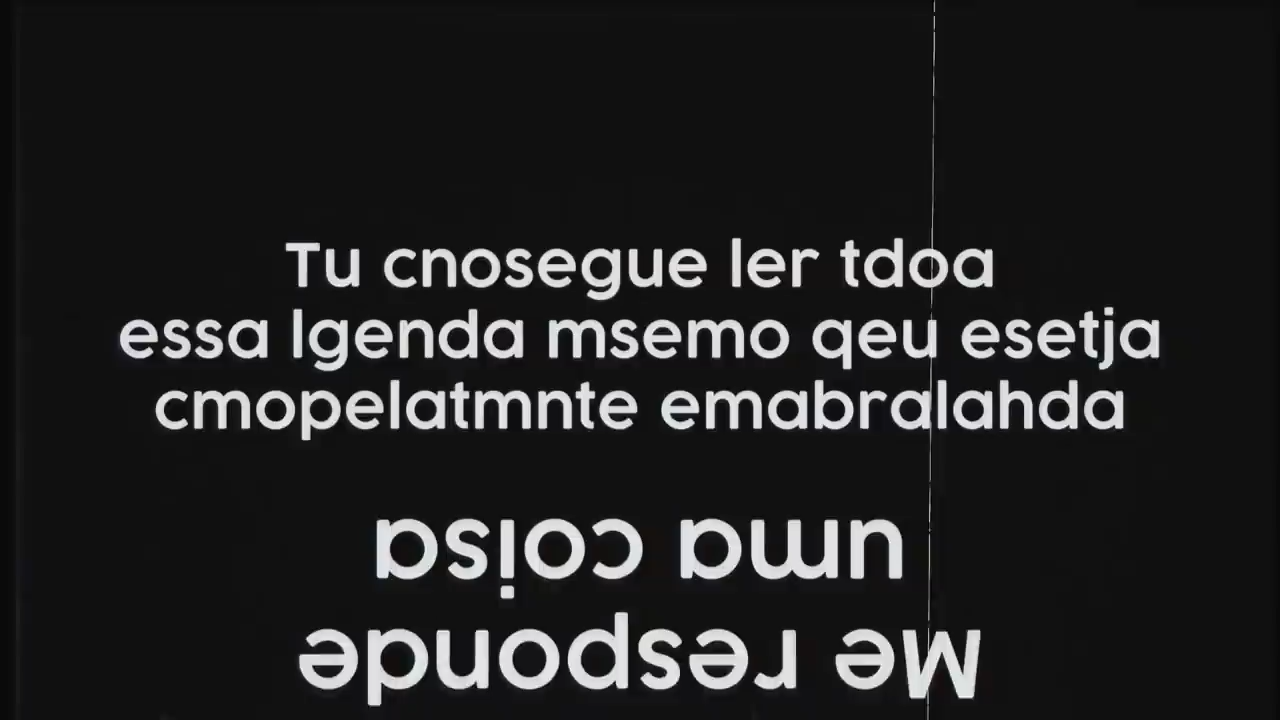 Tu cnosegue ler tdoa
essa lgenda msemo qeu esetja
cmopelatmnte emabralahda
Me responde
uma coisa